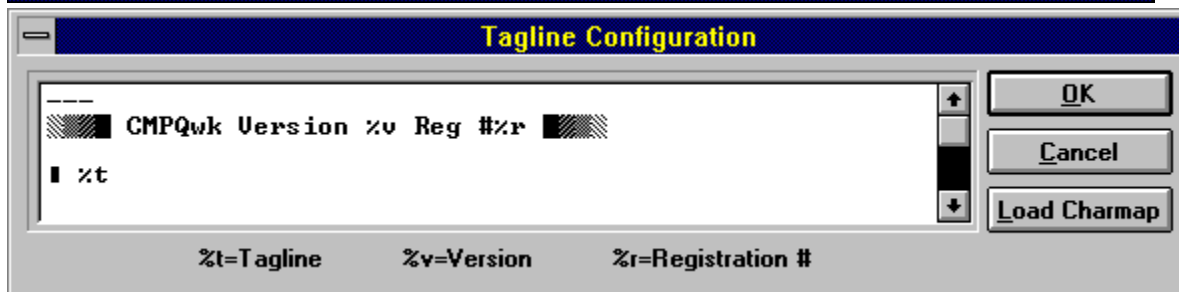 Tagline Configuration
---
░▒▓█ CMPQwk Version %v Reg #%r █▓▒░
▌ %t
OK
Cancel
Load Charmap
%t=Tagline %v=Version %r=Registration #